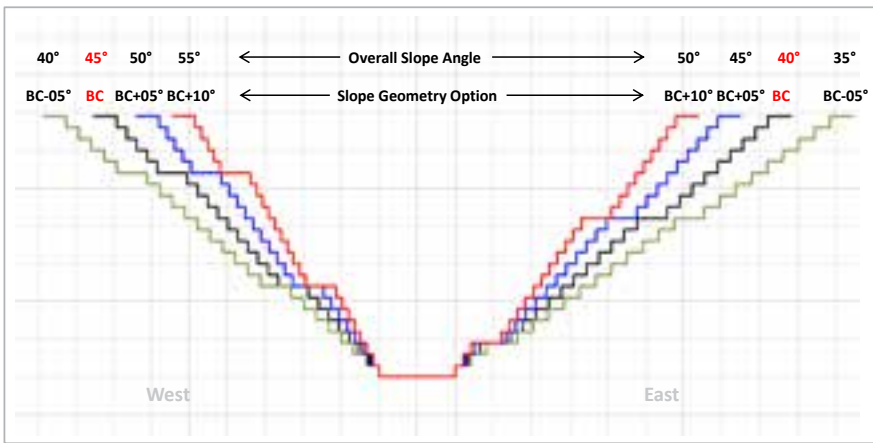 40° 45° 50° 55° Overall Slope Angle 50° 45° 40° 35°
BC-05° BC BC+05° BC+10° Slope Geometry Option BC+10° BC+05° BC BC-05°
West East